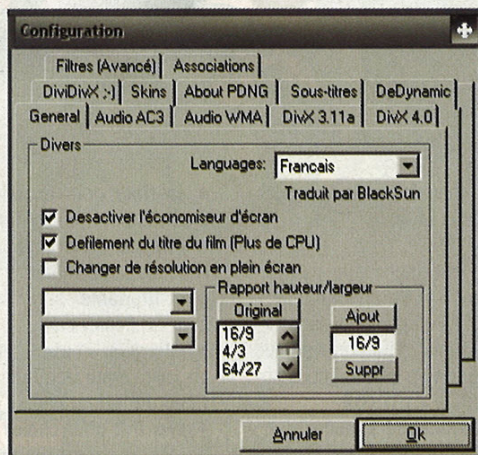 Configuration
Filtres (Avancé) Associations
DiviDivX ;-) Skins About PDNG Sous-titres DeDynamic
General Audio AC3 Audio WMA DivX 3.11a DivX 4.0
Divers
Languages: Francais
Traduit par BlackSun
Desactiver l'économiseur d'écran
Defilement du titre du film (Plus de CPU)
Changer de résolution en plein écran
Rapport hauteur/largeur
Original Ajout
16/9 16/9
4/3
64/27 Suppr
Annuler Ok